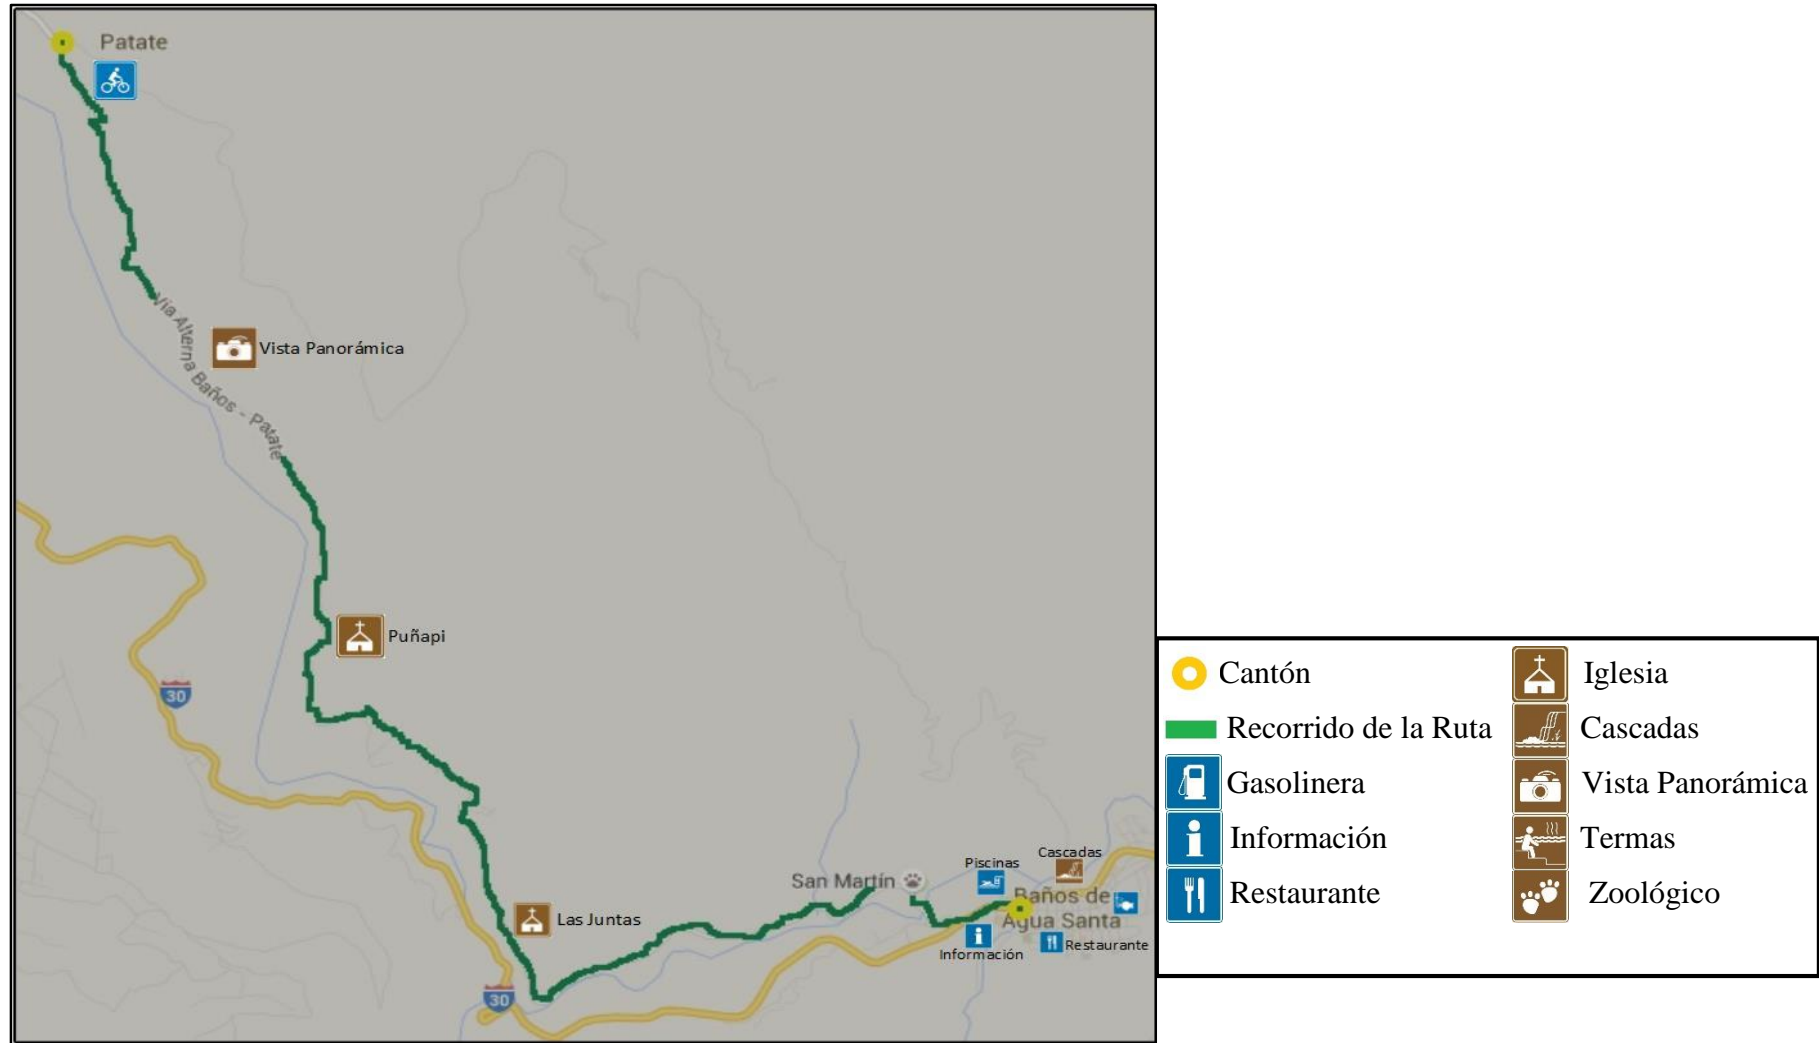 Patate
Vía Alterna Baños - Patate
Vista Panorámica
Puñapi
30
Las Juntas
30
San Martín
Piscinas
Cascadas
Baños de
Agua Santa
Información
Restaurante
Cantón
Recorrido de la Ruta
Gasolinera
Información
Restaurante
Iglesia
Cascadas
Vista Panorámica
Termas
Zoológico